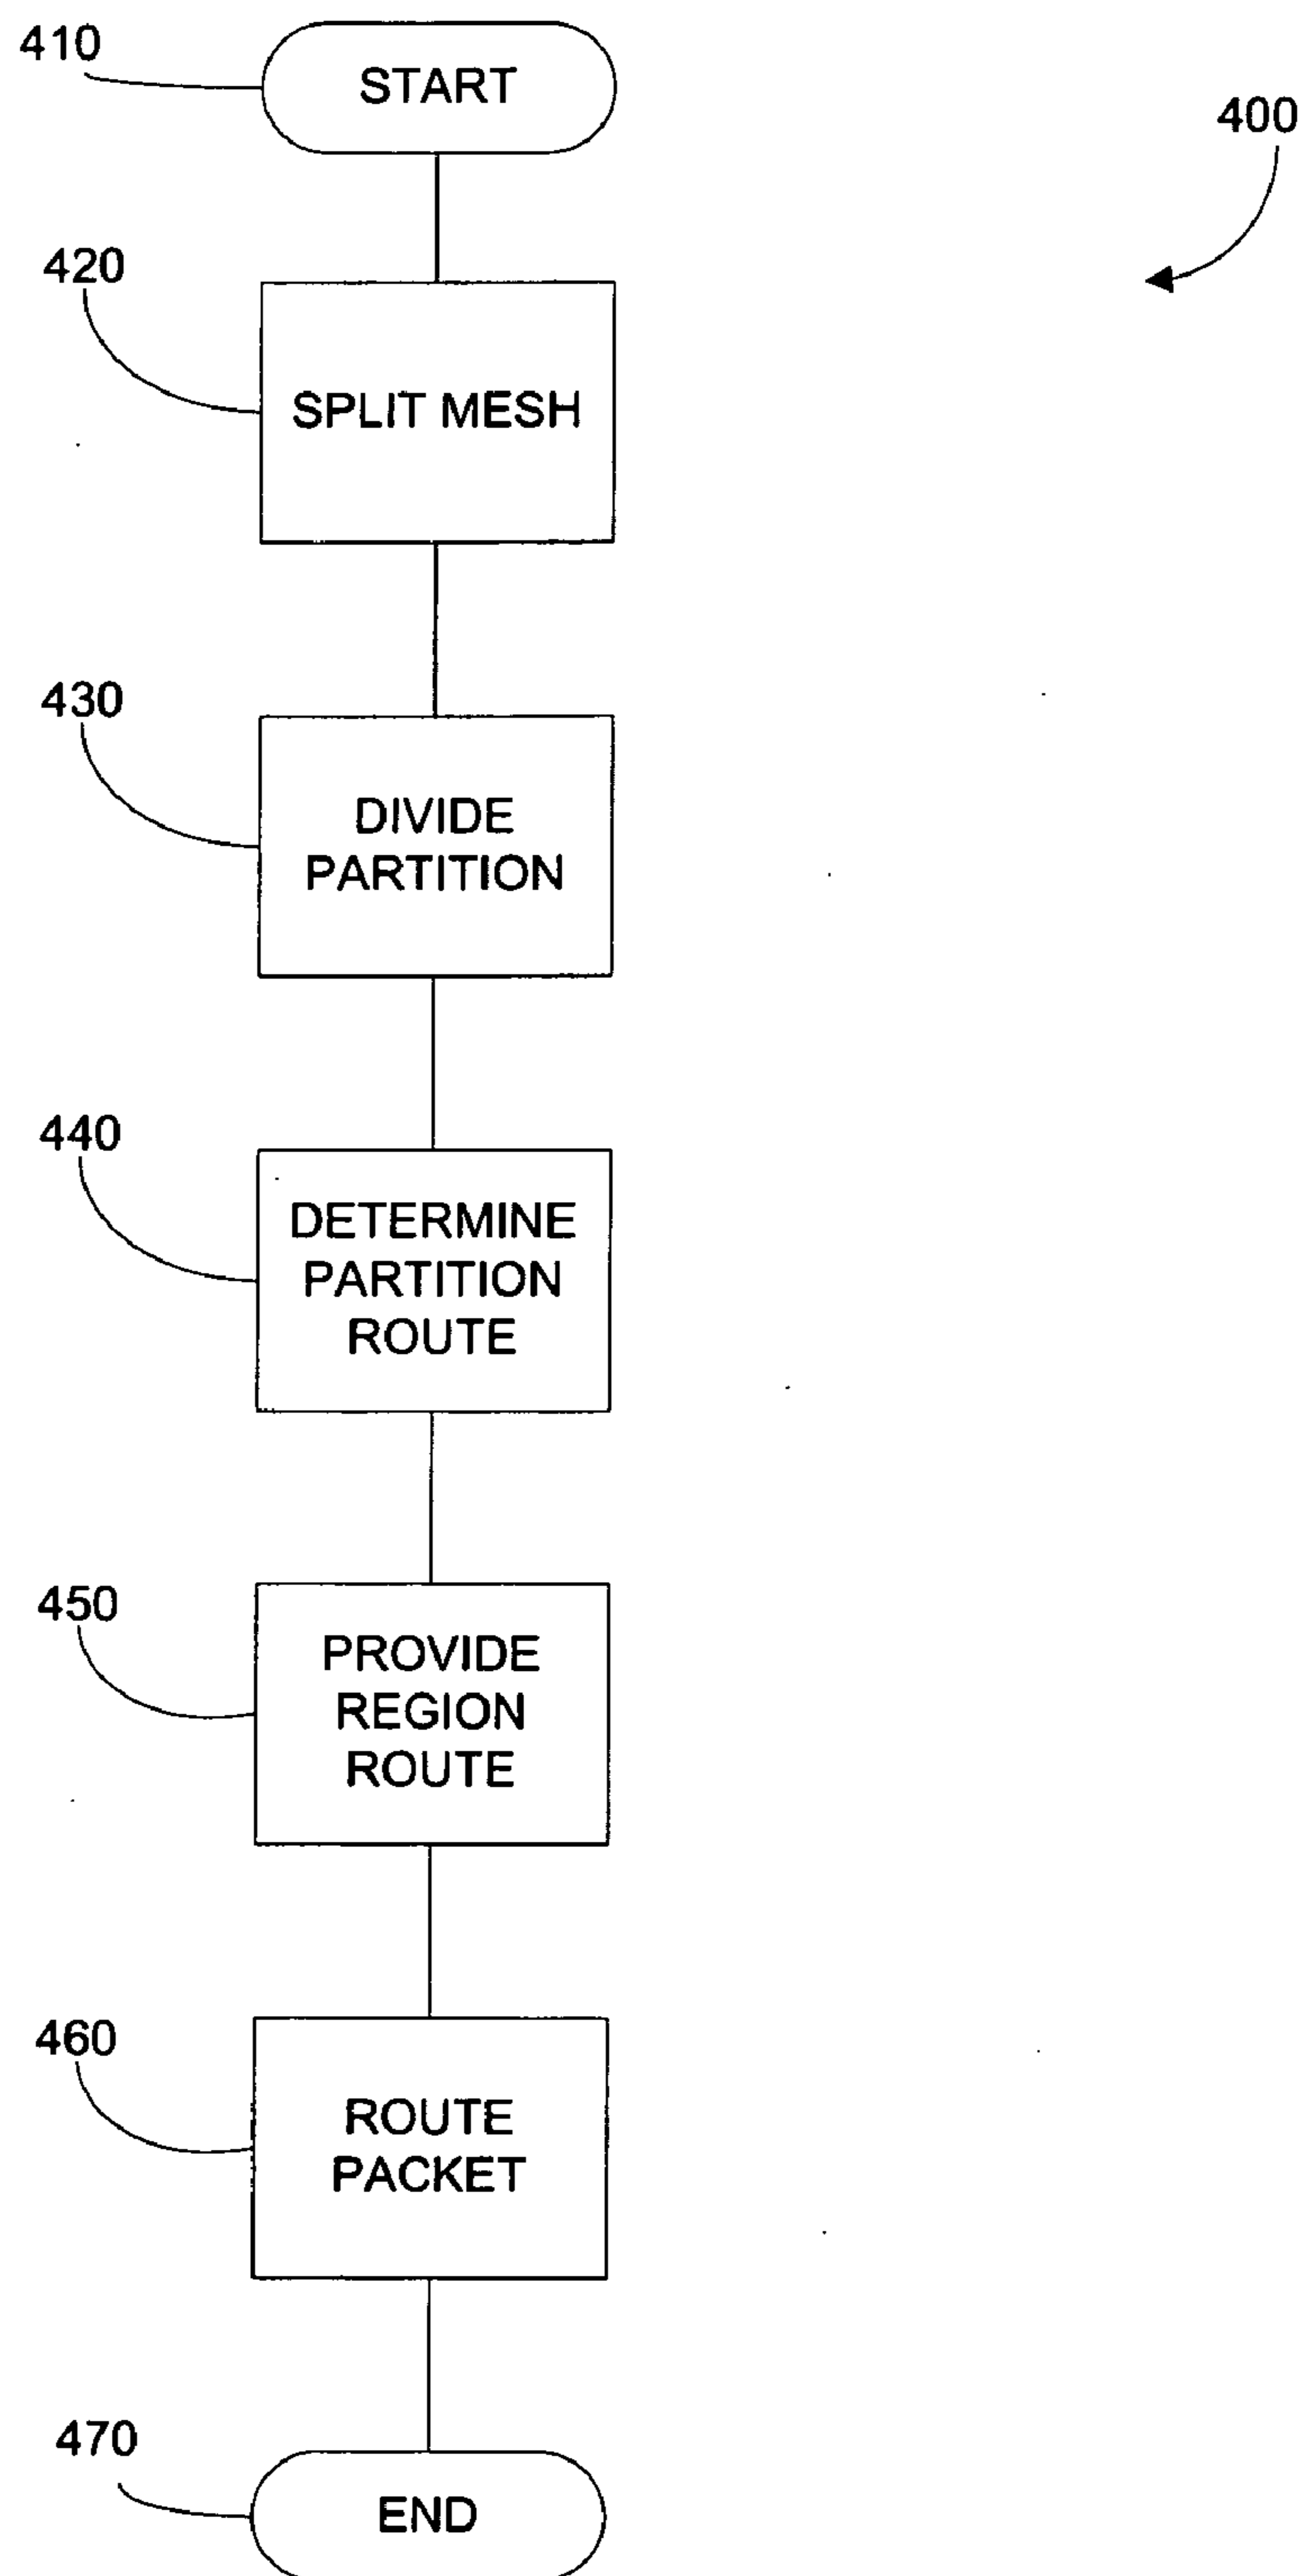 410
START
400
420
SPLIT MESH
430
DIVIDE
PARTITION
440
DETERMINE
PARTITION
ROUTE
450
PROVIDE
REGION
ROUTE
460
ROUTE
PACKET
470
END